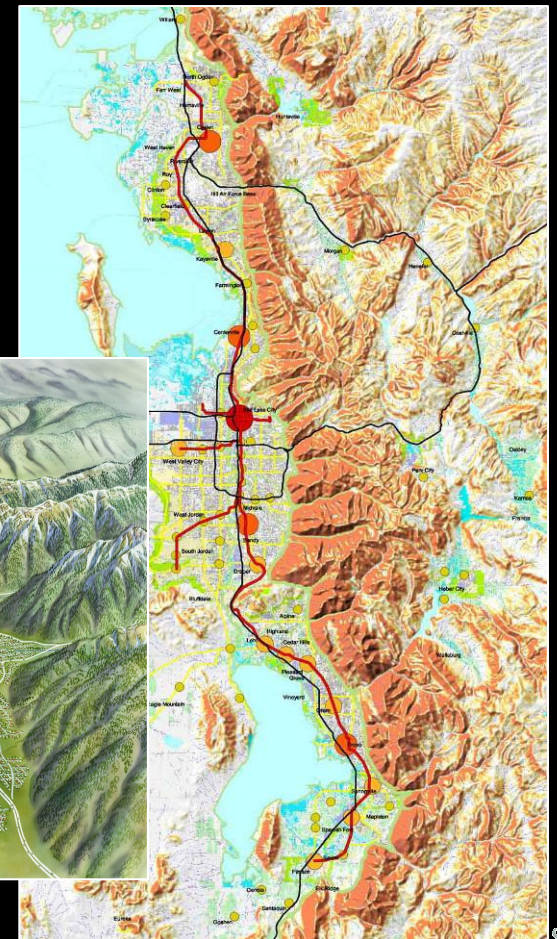 Willard
North Ogden
Farr West
Harrisville
Huntsville
Ogden
West Haven
Riverdale
Roy
Clinton
Hill Air Force Base
Clearfield
Syracuse
Layton
Morgan
Kaysville
Henefer
Farmington
Centerville
Coalville
Salt Lake City
Oakley
West Valley City
Park City
Kamas
Midvale
Francis
West Jordan
Sandy
South Jordan
Draper
Heber City
Bluffdale
Alpine
Highland
Lehi
Cedar Hills
Wallsburg
Pleasant
Grove
Eagle Mountain
Vineyard
Orem
Provo
Springville
Mapleton
Spanish Fork
Payson
Elk Ridge
Genola
Santaquin
Eureka
Goshen